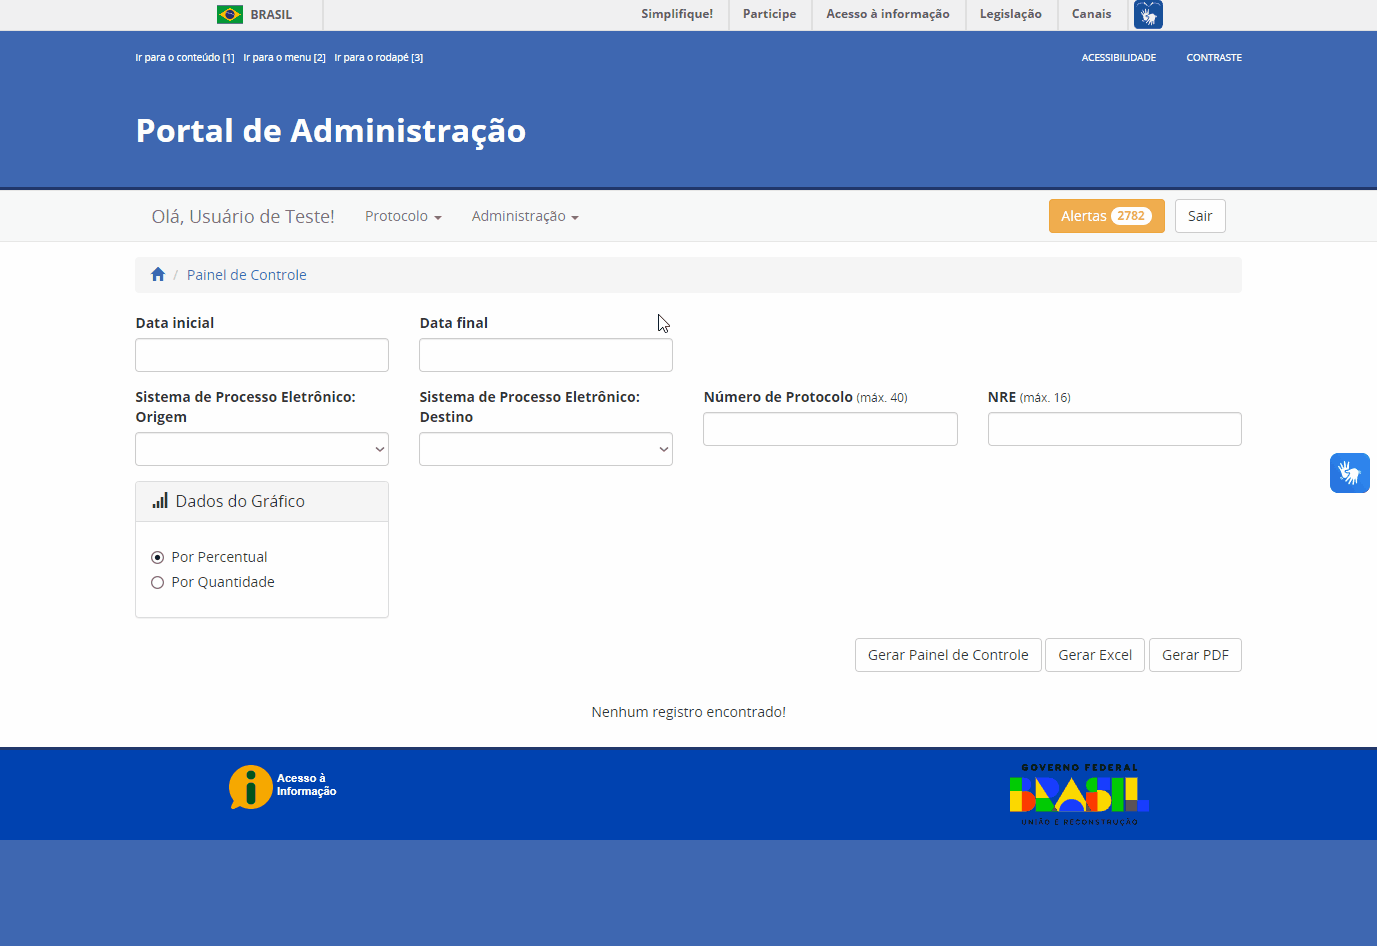 BRASIL
Simplifique! Participe Acesso à informação Legislação Canais
Ir para o conteúdo [1] Ir para o menu [2] Ir para o rodapé [3]
ACESSIBILIDADE CONTRASTE
Portal de Administração
Olá, Usuário de Teste! Protocolo Administração Alertas 2782 Sair
/ Painel de Controle
Data inicial Data final
Sistema de Processo Eletrônico: Origem
Sistema de Processo Eletrônico: Destino
Número de Protocolo (máx. 40)
NRE (máx. 16)
Dados do Gráfico
Por Percentual
Por Quantidade
Gerar Painel de Controle Gerar Excel Gerar PDF
Nenhum registro encontrado!
Acesso à
Informação
GOVERNO FEDERAL
BRASIL
UNIÃO E RECONSTRUÇÃO